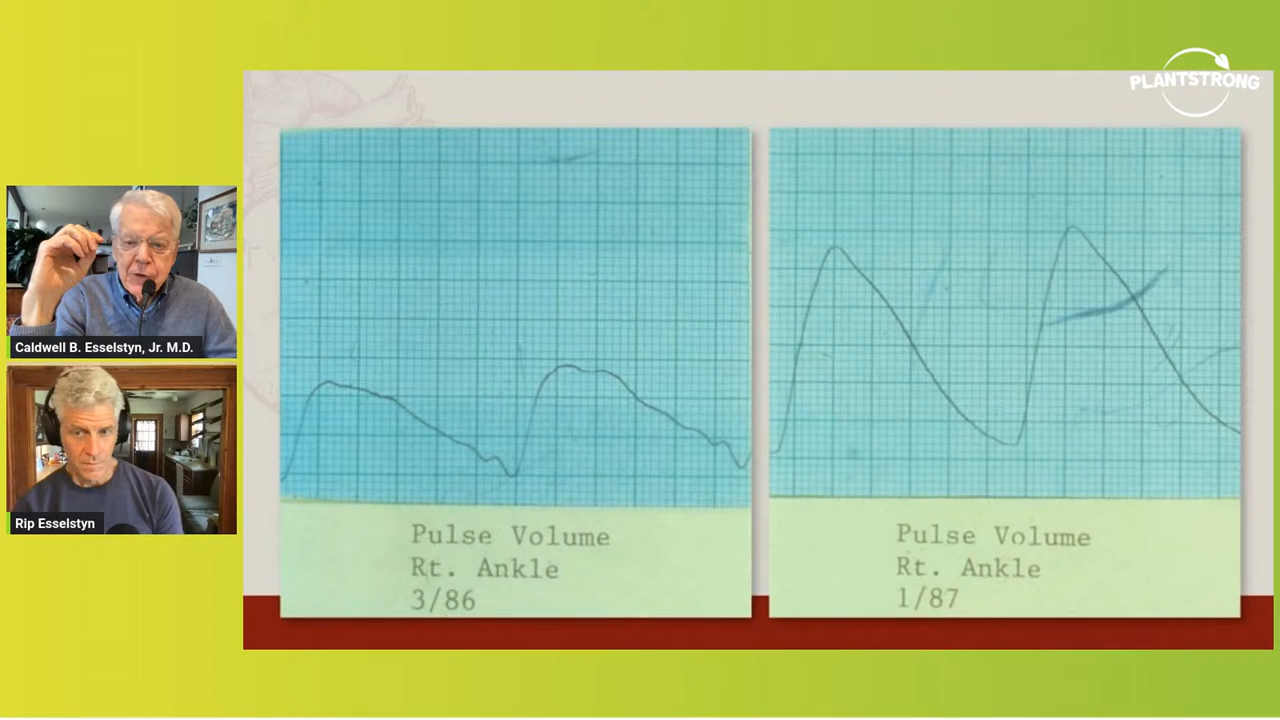 PLANTSTRONG
Caldwell B. Esselstyn, Jr. M.D.
Rip Esselstyn
Pulse Volume
Rt. Ankle
3/86
Pulse Volume
Rt. Ankle
1/87